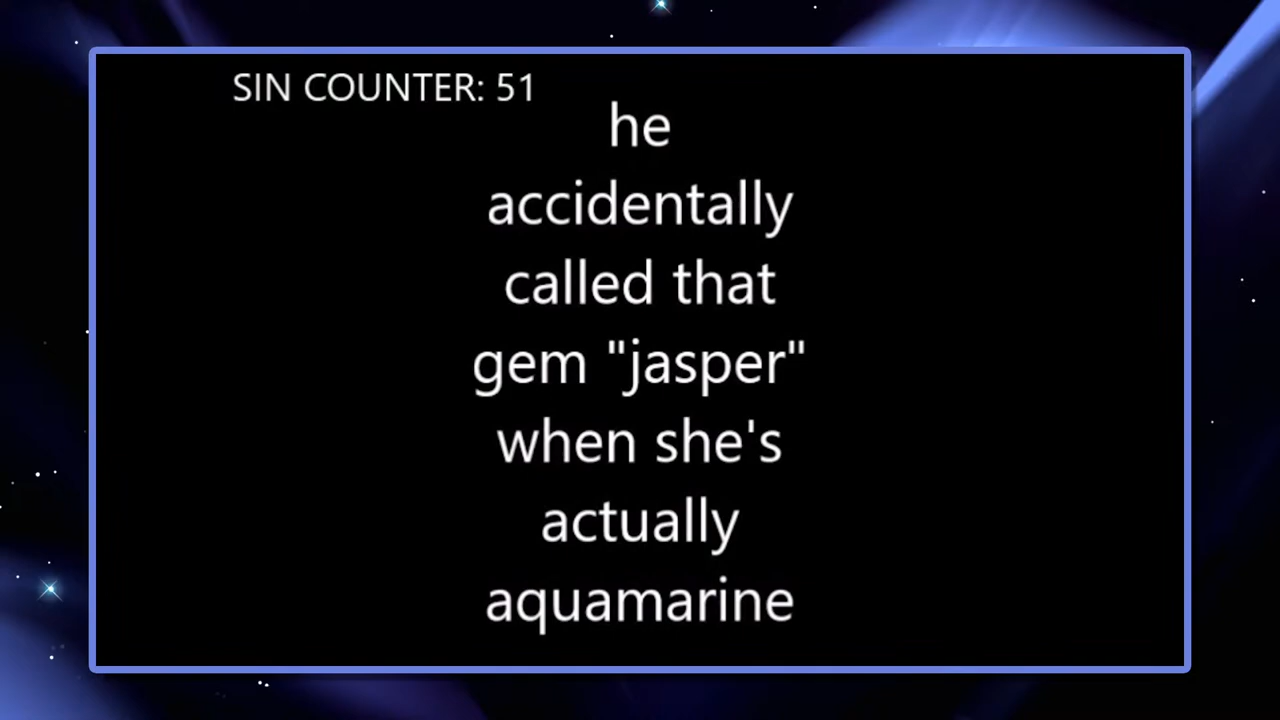 SIN COUNTER: 51
he
accidentally
called that
gem "jasper"
when she's
actually
aquamarine